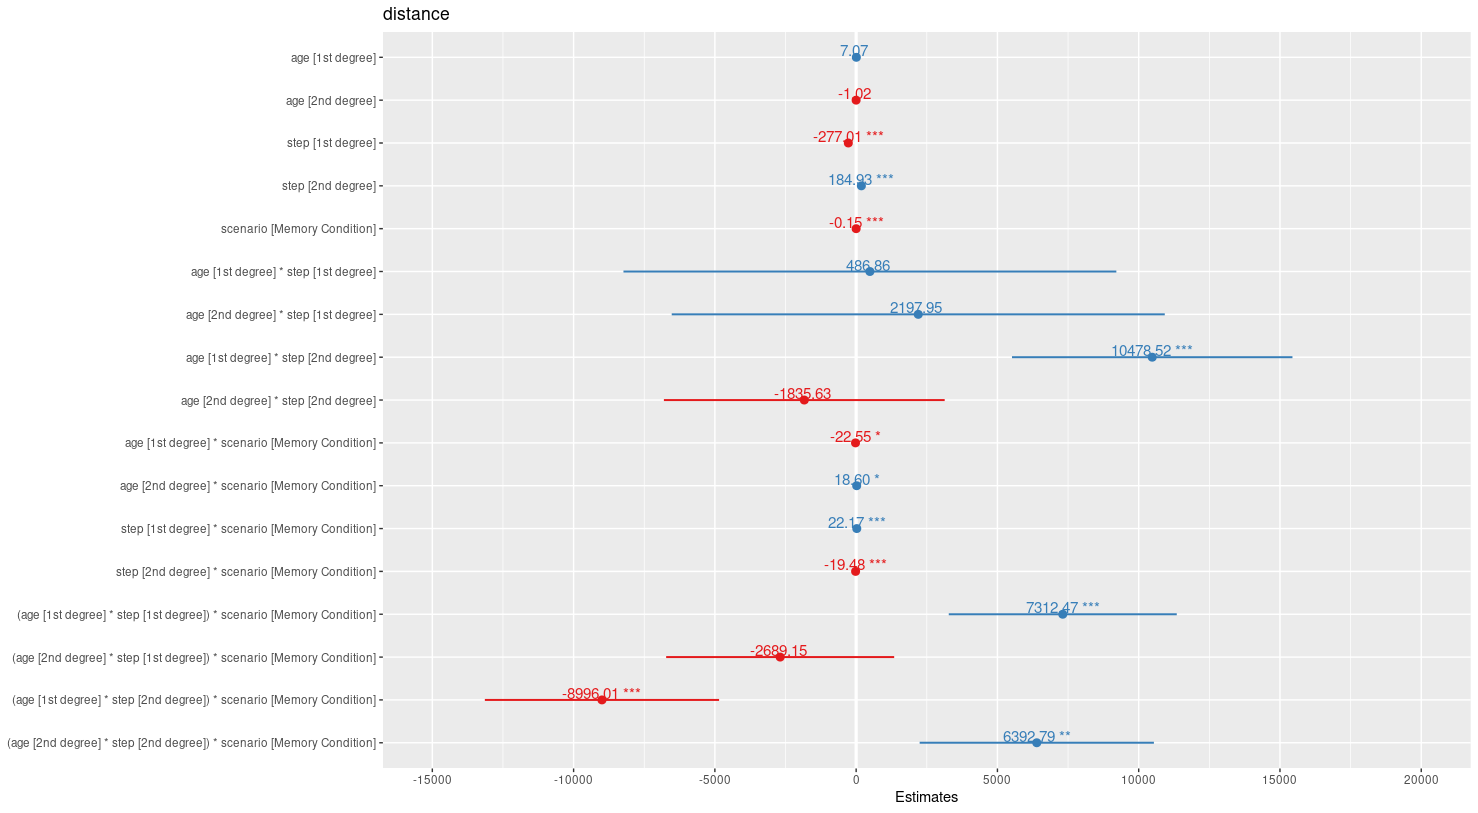 distance
age [1st degree]
7.07
age [2nd degree]
-1.02
step [1st degree]
-277.01 ***
step [2nd degree]
184.93 ***
scenario [Memory Condition]
-0.15 ***
age [1st degree] * step [1st degree]
486.86
age [2nd degree] * step [1st degree]
2197.95
age [1st degree] * step [2nd degree]
10478.52 ***
age [2nd degree] * step [2nd degree]
-1835.63
age [1st degree] * scenario [Memory Condition]
-22.55 *
age [2nd degree] * scenario [Memory Condition]
18.60 *
step [1st degree] * scenario [Memory Condition]
22.17 ***
step [2nd degree] * scenario [Memory Condition]
-19.48 ***
(age [1st degree] * step [1st degree]) * scenario [Memory Condition]
7312.47 ***
(age [2nd degree] * step [1st degree]) * scenario [Memory Condition]
-2689.15
(age [1st degree] * step [2nd degree]) * scenario [Memory Condition]
-8996.01 ***
(age [2nd degree] * step [2nd degree]) * scenario [Memory Condition]
6392.79 **
-15000 -10000 -5000 0 5000 10000 15000 20000
Estimates